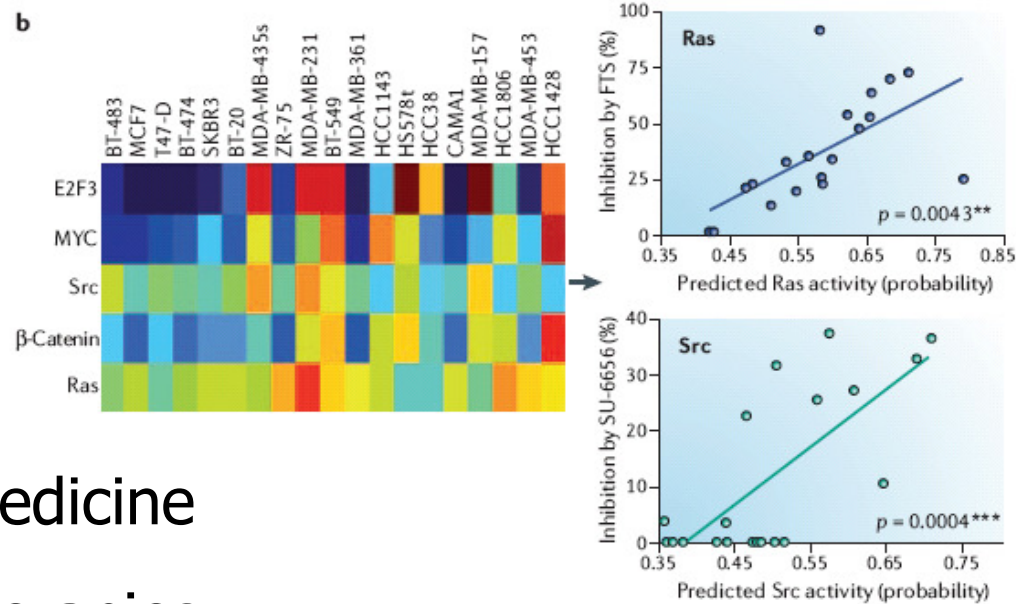 b
BT-483
MCF7
T47-D
BT-474
SKBR3
BT-20
MDA-MB-435s
ZR-75
MDA-MB-231
BT-549
MDA-MB-361
HCC1143
HS578t
HCC38
CAMA1
MDA-MB-157
HCC1806
MDA-MB-453
HCC1428
E2F3
MYC
Src
β-Catenin
Ras
Inhibition by FTS (%)
100
75
50
25
0
Ras
p = 0.0043**
0.35 0.45 0.55 0.65 0.75 0.85
Predicted Ras activity (probability)
Inhibition by SU-6656 (%)
40
30
20
10
0
Src
p = 0.0004***
0.35 0.45 0.55 0.65 0.75
Predicted Src activity (probability)
edicine